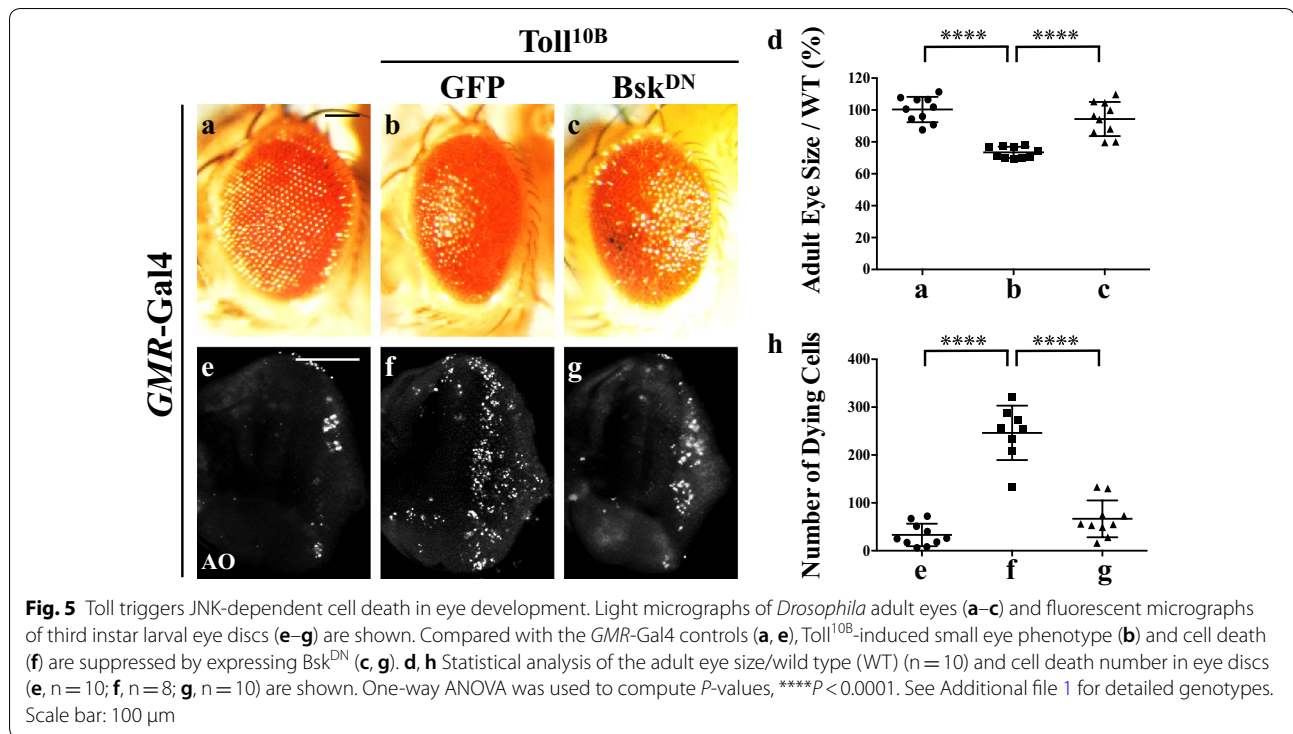 Toll10B
GFP
BskDN
GMR-Gal4
a
b
c
d
Adult Eye Size / WT (%)
****
****
120
100
80
60
40
20
0
a
b
c
e
AO
f
g
h
Number of Dying Cells
****
****
400
300
200
100
0
e
f
g
Fig. 5 Toll triggers JNK-dependent cell death in eye development. Light micrographs of Drosophila adult eyes (a–c) and fluorescent micrographs
of third instar larval eye discs (e–g) are shown. Compared with the GMR-Gal4 controls (a, e), Toll10B-induced small eye phenotype (b) and cell death
(f) are suppressed by expressing BskDN (c, g). d, h Statistical analysis of the adult eye size/wild type (WT) (n = 10) and cell death number in eye discs
(e, n = 10; f, n = 8; g, n = 10) are shown. One-way ANOVA was used to compute P-values, ****P < 0.0001. See Additional file 1 for detailed genotypes.
Scale bar: 100 μm